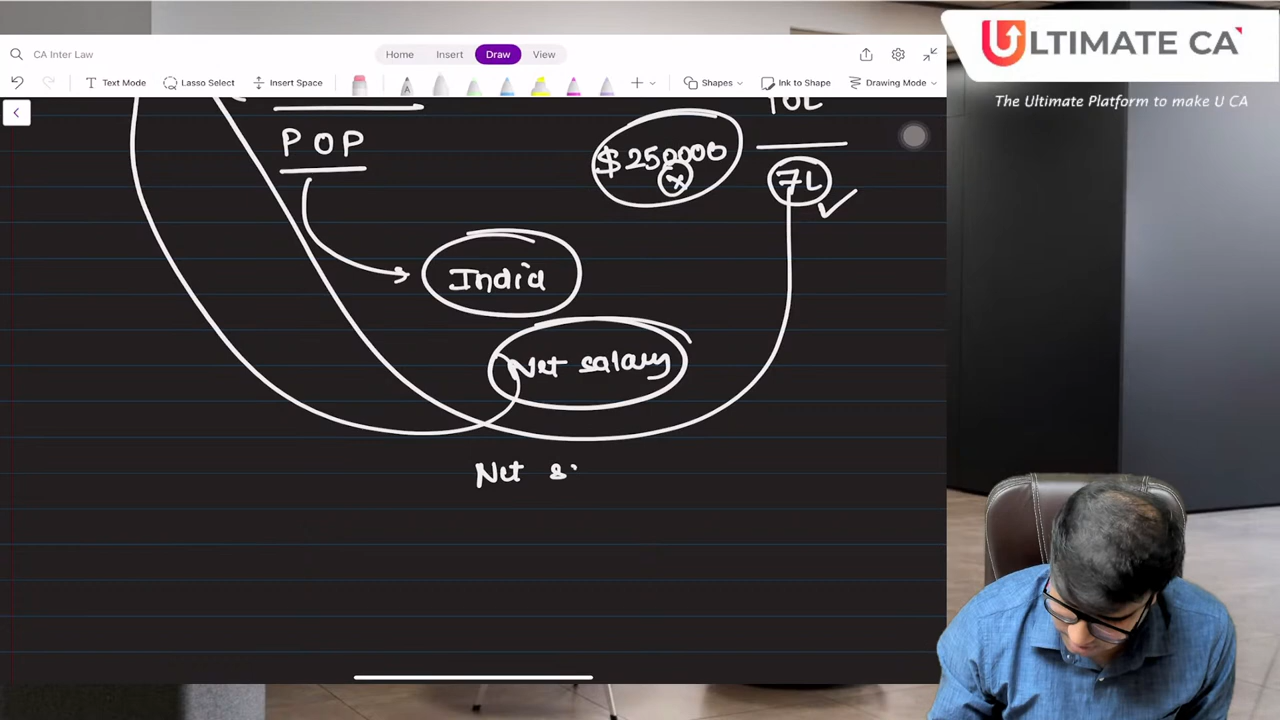 ULTIMATE CA
The Ultimate Platform to make U CA
CA Inter Law
Home Insert Draw View
Text Mode Lasso Select Insert Space Shapes Ink to Shape Drawing Mode
10L
POP
$250000
x
7L
India
Net salary
Net s